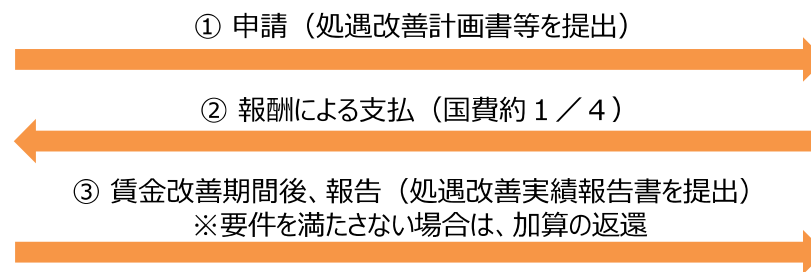 ① 申請（処遇改善計画書等を提出）
② 報酬による支払（国費約１／４）
③ 賃金改善期間後、報告（処遇改善実績報告書を提出）
※要件を満たさない場合は、加算の返還